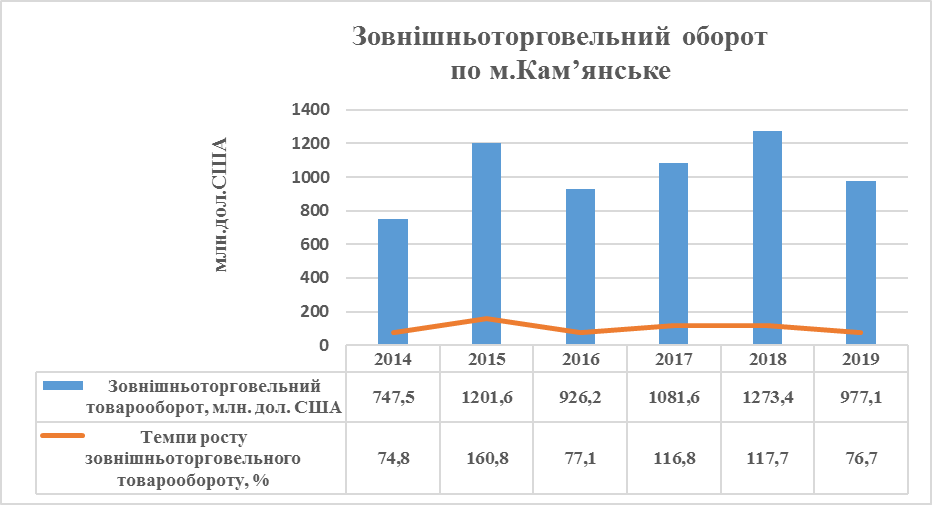 Зовнішньоторговельний оборот
по м.Кам’янське
млн.дол.США
1400
1200
1000
800
600
400
200
0
2014 2015 2016 2017 2018 2019
Зовнішньоторговельний
товарооборот, млн. дол. США
747,5 1201,6 926,2 1081,6 1273,4 977,1
Темпи росту
зовнішньоторговельного
товарообороту, %
74,8 160,8 77,1 116,8 117,7 76,7